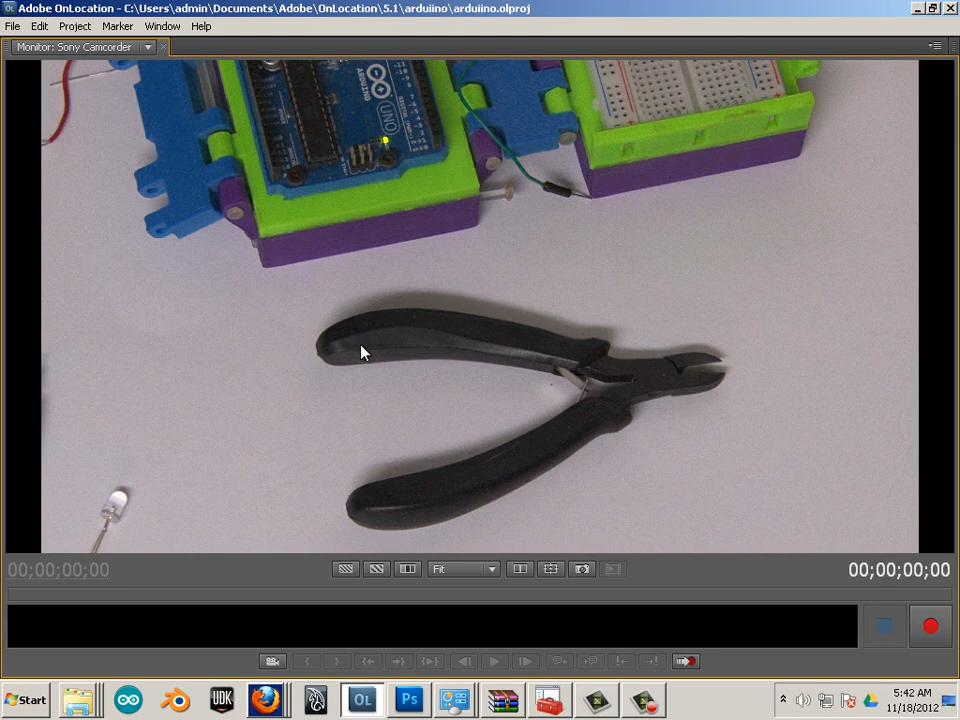 Adobe OnLocation - C:\Users\admin\Documents\Adobe\OnLocation\5.1\arduiino\arduiino.olproj
File Edit Project Marker Window Help
Monitor: Sony Camcorder
ARDUINO
UNO
00;00;00;00
Fit
00;00;00;00
Start
UDK
OL
Ps
5:42 AM
11/18/2012